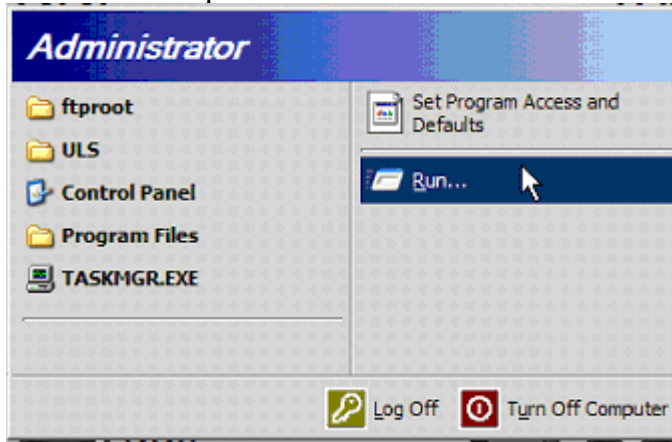 Administrator
ftproot
ULS
Control Panel
Program Files
TASKMGR.EXE
Set Program Access and
Defaults
Run...
Log Off
Turn Off Computer